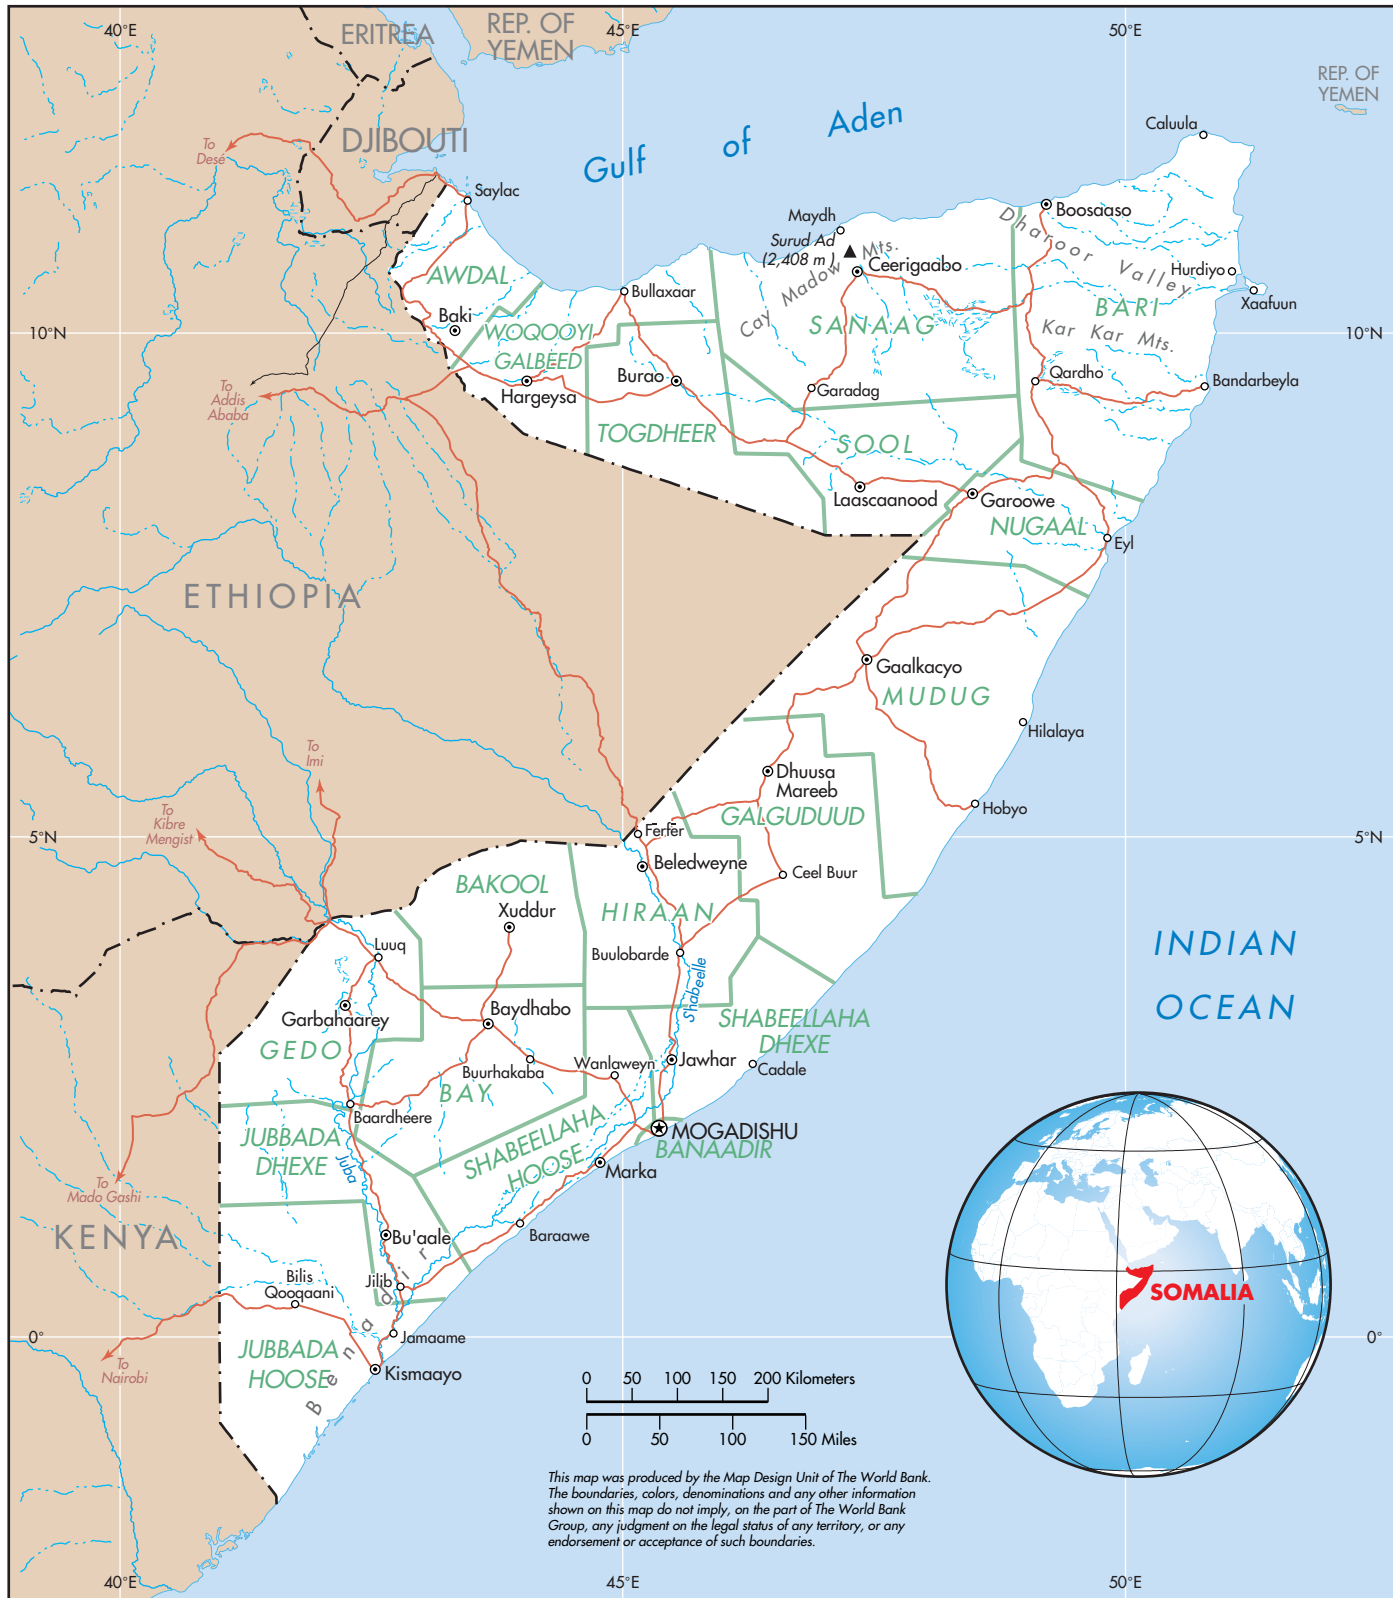 40°E
45°E
50°E
ERITREA
REP. OF
YEMEN
REP. OF
YEMEN
DJIBOUTI
Gulf of Aden
To
Desē
Saylac
Caluula
Maydh
Surud Ad
(2,408 m )
Cay Madow Mts.
Ceerigaabo
Boosaaso
Dharoor Valley
Hurdiyo
Xaafuun
AWDAL
Bullaxaar
Baki
WOQOOYI
GALBEED
SANAAG
BARI
Kar Kar Mts.
10°N
10°N
To
Addis
Ababa
Hargeysa
Burao
Garadag
Qardho
Bandarbeyla
TOGDHEER
SOOL
Laascaanood
Garoowe
NUGAAL
Eyl
ETHIOPIA
Gaalkacyo
MUDUG
Hilalaya
To
Imi
Dhuusa
Mareeb
Hobyo
To
Kibre
Mengist
GALGUDUUD
5°N
5°N
Ferfer
Beledweyne
Ceel Buur
BAKOOL
Xuddur
HIRAAN
Luuq
Buulobarde
Shabeelle
INDIAN
OCEAN
Garbahaarey
Baydhabo
SHABEELLAHA
DHEXE
GEDO
Buurhakaba
Wanlaweyn
Jawhar
Cadale
BAY
Baardheere
JUBBADA
DHEXE
SHABEELLAHA
HOOSE
MOGADISHU
BANAADIR
Juba
Marka
To
Mado Gashi
KENYA
Bu'aale
Baraawe
Bilis
Qooqaani
Jilib
Benadir
SOMALIA
0°
0°
Jamaame
To
Nairobi
JUBBADA
HOOSE
Kismaayo
0 50 100 150 200 Kilometers
0 50 100 150 Miles
This map was produced by the Map Design Unit of The World Bank.
The boundaries, colors, denominations and any other information
shown on this map do not imply, on the part of The World Bank
Group, any judgment on the legal status of any territory, or any
endorsement or acceptance of such boundaries.
40°E
45°E
50°E